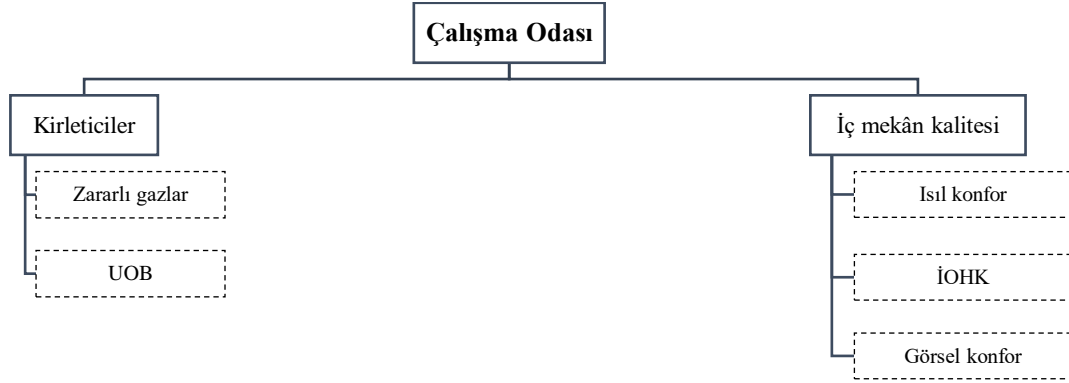 Çalışma Odası
Kirleticiler
Zararlı gazlar
UOB
İç mekân kalitesi
Isıl konfor
İOHK
Görsel konfor